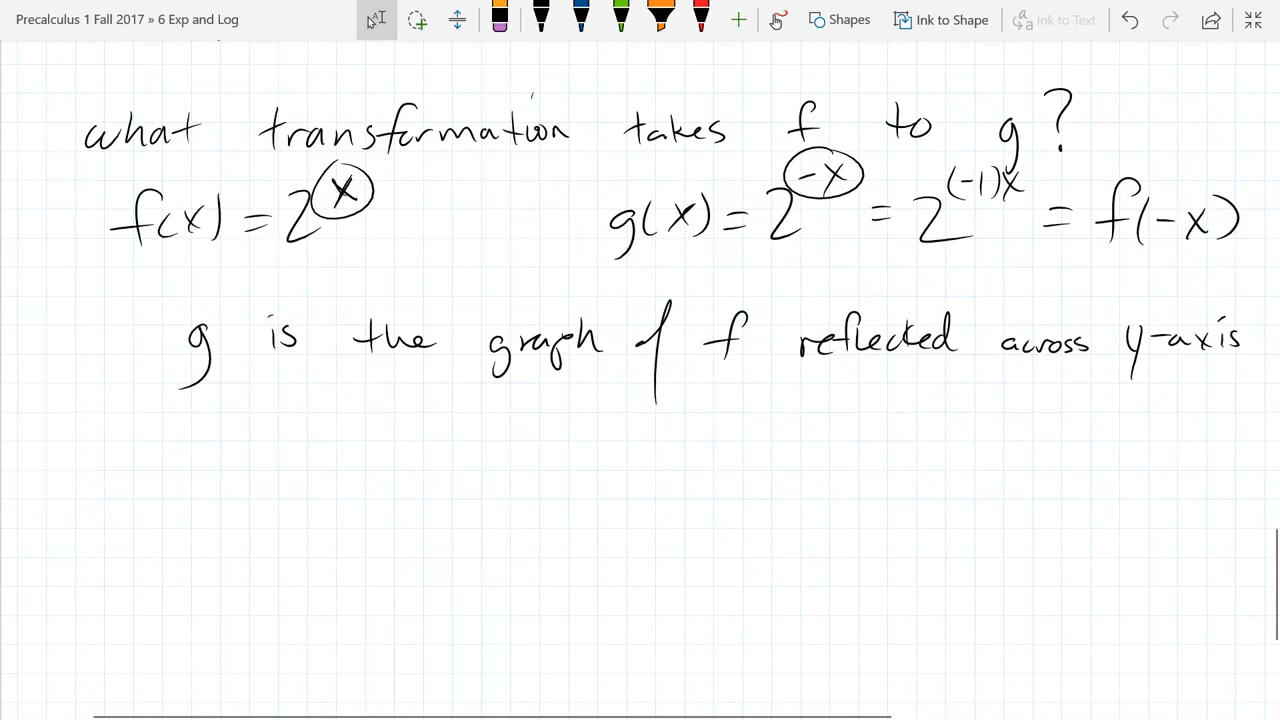 Precalculus 1 Fall 2017 » 6 Exp and Log Shapes Ink to Shape Ink to Text
what transformation takes f to g?
f(x) = 2^x g(x) = 2^-x = 2^(-1)x = f(-x)
g is the graph of f reflected across y-axis